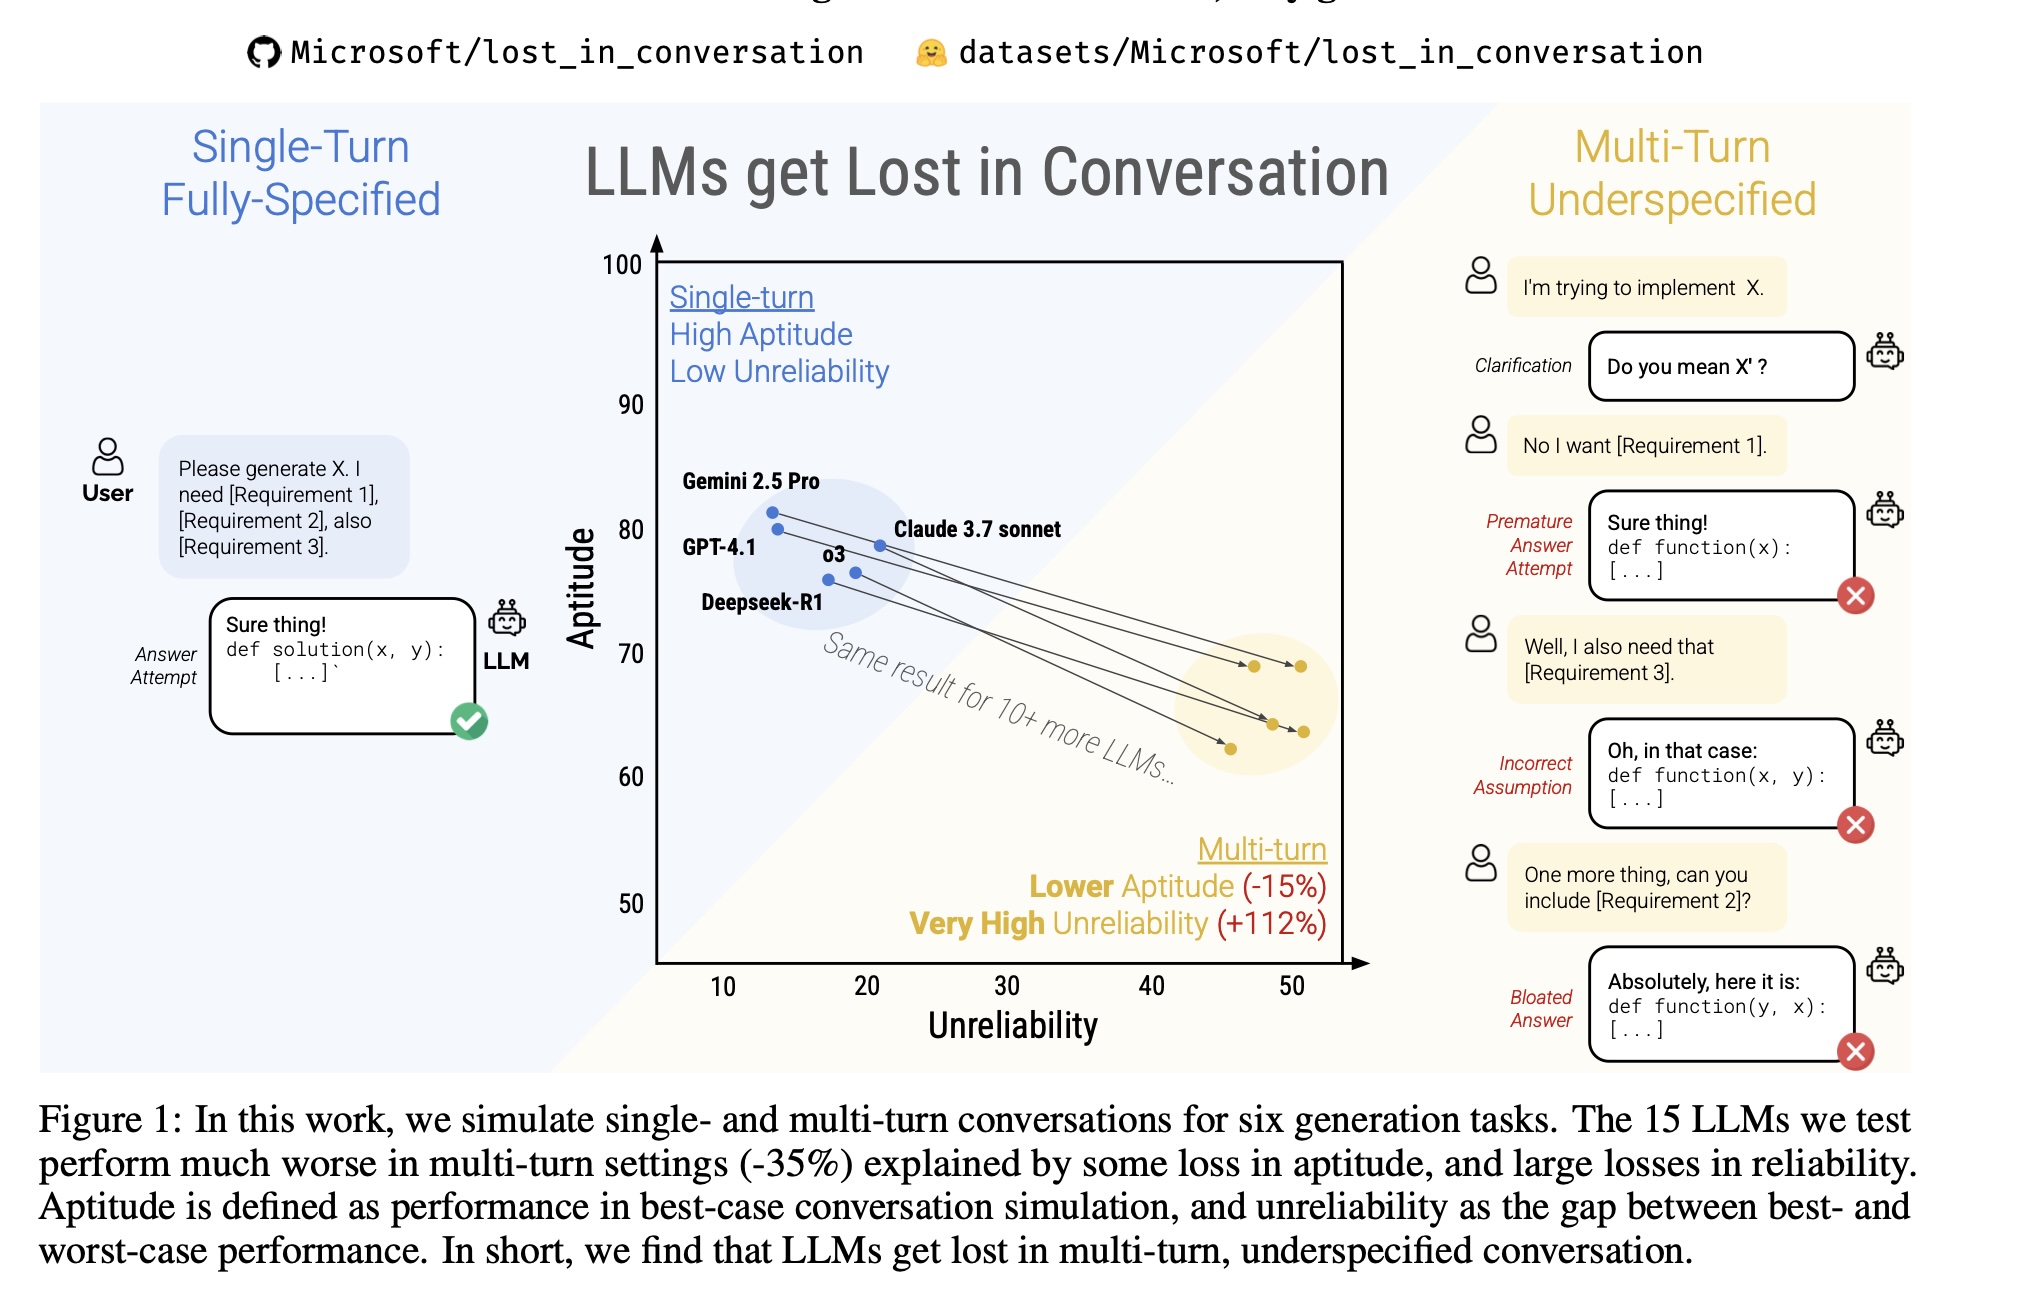 Microsoft/lost_in_conversation
datasets/Microsoft/lost_in_conversation
Single-Turn
Fully-Specified
LLMs get Lost in Conversation
Multi-Turn
Underspecified
User
Please generate X. I
need [Requirement 1],
[Requirement 2], also
[Requirement 3].
Answer
Attempt
Sure thing!
def solution(x, y):
[...]`
LLM
Aptitude
100
90
80
70
60
50
Single-turn
High Aptitude
Low Unreliability
Gemini 2.5 Pro
GPT-4.1
o3
Claude 3.7 sonnet
Deepseek-R1
Same result for 10+ more LLMs...
Multi-turn
Lower Aptitude (-15%)
Very High Unreliability (+112%)
10
20
30
40
50
Unreliability
I'm trying to implement X.
Clarification
Do you mean X' ?
No I want [Requirement 1].
Premature
Answer
Attempt
Sure thing!
def function(x):
[...]
Well, I also need that
[Requirement 3].
Incorrect
Assumption
Oh, in that case:
def function(x, y):
[...]
One more thing, can you
include [Requirement 2]?
Bloated
Answer
Absolutely, here it is:
def function(y, x):
[...]
Figure 1: In this work, we simulate single- and multi-turn conversations for six generation tasks. The 15 LLMs we test
perform much worse in multi-turn settings (-35%) explained by some loss in aptitude, and large losses in reliability.
Aptitude is defined as performance in best-case conversation simulation, and unreliability as the gap between best- and
worst-case performance. In short, we find that LLMs get lost in multi-turn, underspecified conversation.